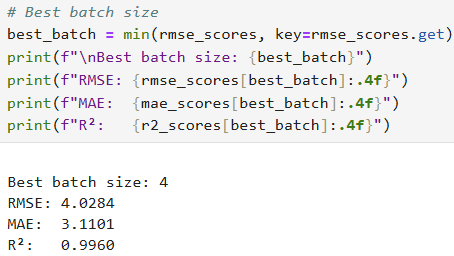 # Best batch size
best_batch = min(rmse_scores, key=rmse_scores.get)
print(f"\nBest batch size: {best_batch}")
print(f"RMSE: {rmse_scores[best_batch]:.4f}")
print(f"MAE:  {mae_scores[best_batch]:.4f}")
print(f"R²:   {r2_scores[best_batch]:.4f}")
Best batch size: 4
RMSE: 4.0284
MAE:  3.1101
R²:   0.9960